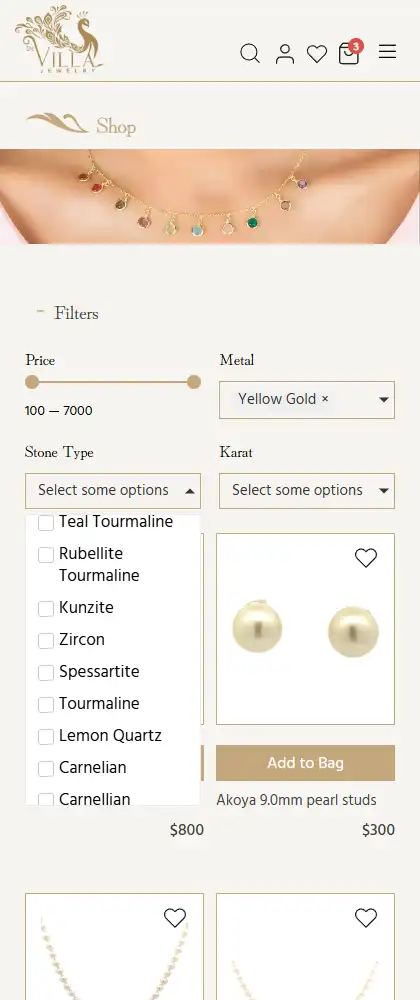 DE VILLA
JEWELRY
3
Shop
− Filters
Price
Metal
100 — 7000
Yellow Gold ×
Stone Type
Karat
Select some options
Select some options
Teal Tourmaline
Rubellite
Tourmaline
Kunzite
Zircon
Spessartite
Tourmaline
Lemon Quartz
Carnelian
Carnellian
Add to Bag
Akoya 9.0mm pearl studs
$800
$300